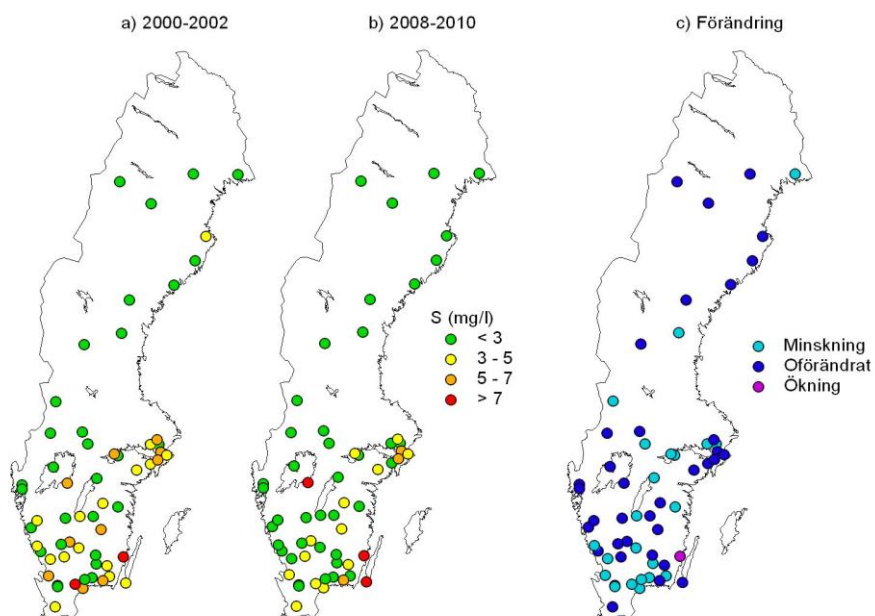 a) 2000-2002
b) 2008-2010
c) Förändring
S (mg/l)
< 3
3 - 5
5 - 7
> 7
Minskning
Oförändrat
Ökning